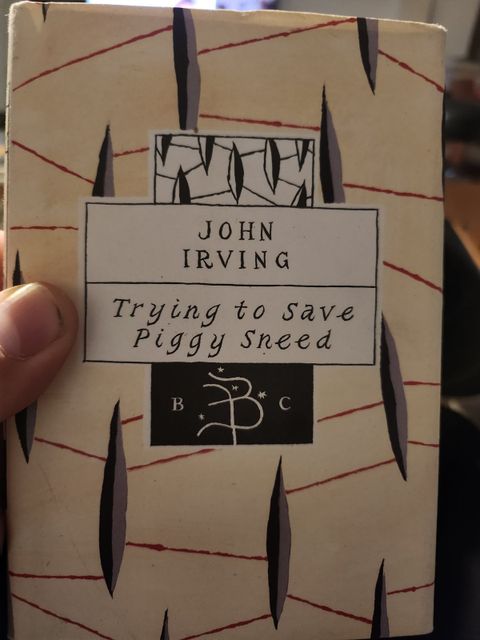 JOHN
IRVING
Trying to save
Piggy Sneed
B B C